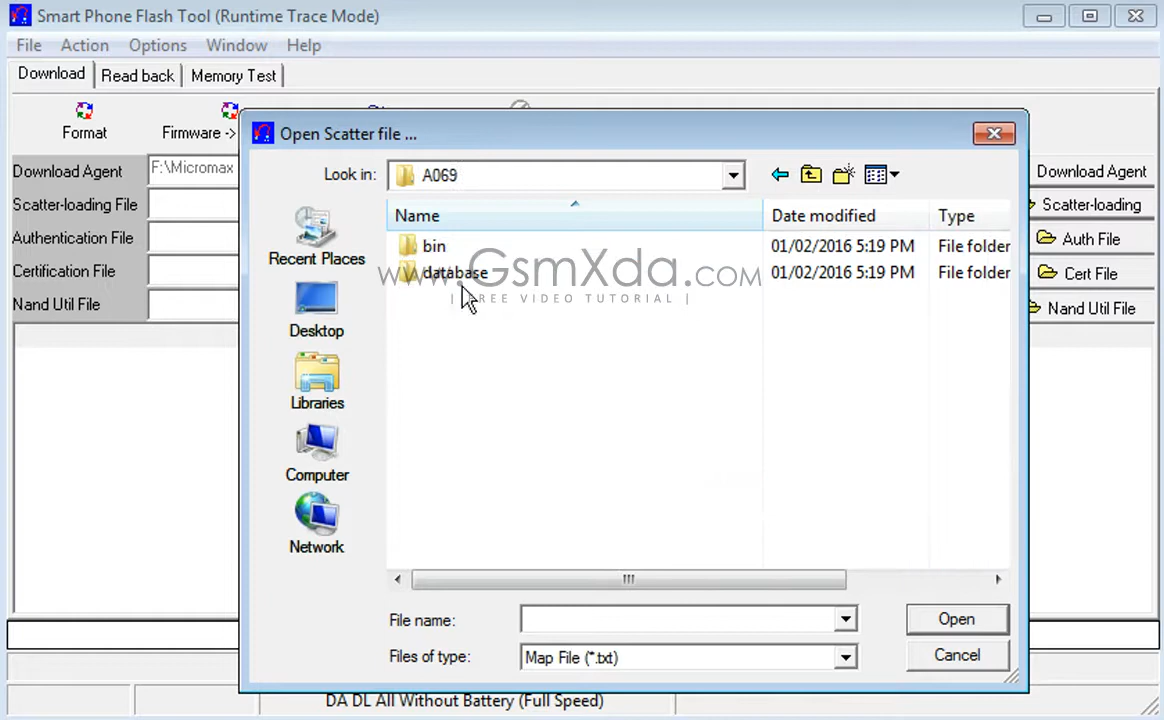 Smart Phone Flash Tool (Runtime Trace Mode)
File Action Options Window Help
Download Read back Memory Test
Format Firmware ->
Open Scatter file ...
Download Agent F:\Micromax
Download Agent
Scatter-loading File
Scatter-loading
Authentication File
Auth File
Certification File
Cert File
Nand Util File
Nand Util File
Look in: A069
Name Date modified Type
bin 01/02/2016 5:19 PM File folder
database 01/02/2016 5:19 PM File folder
www.GsmXda.com
| FREE VIDEO TUTORIAL |
Recent Places
Desktop
Libraries
Computer
Network
File name: Open
Files of type: Map File (*.txt) Cancel
DA DL All Without Battery (Full Speed)